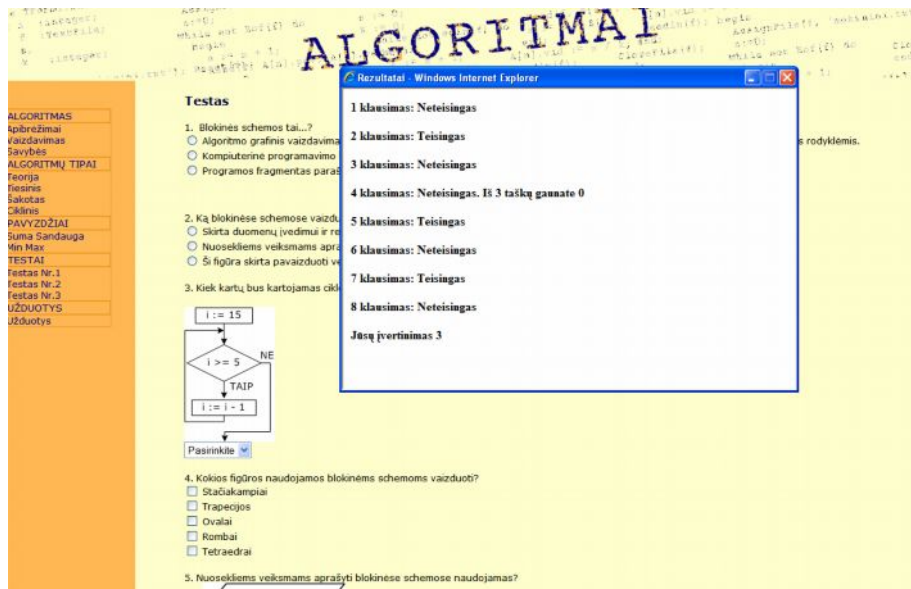 ALGORITMAI
ALGORITMAS
Apibrėžimai
Vaizdavimas
Savybės
ALGORITMŲ TIPAI
Teorija
Tiesinis
Šakotas
Ciklinis
PAVYZDŽIAI
Suma Sandauga
Min Max
TESTAI
Testas Nr.1
Testas Nr.2
Testas Nr.3
UŽDUOTYS
Užduotys
Testas
1. Blokinės schemos tai...?
Algoritmo grafinis vaizdavima
s rodyklėmis.
Kompiuterinė programavimo
Programos fragmentas paraš
2. Ką blokinėse schemose vaizdu
Skirta duomenų įvedimui ir re
Nuosekliems veiksmams apra
Ši figūra skirta pavaizduoti ve
3. Kiek kartų bus kartojamas cikl
i := 15
i >= 5
NE
TAIP
i := i - 1
Pasirinkite
4. Kokios figūros naudojamos blokinėms schemoms vaizduoti?
Stačiakampiai
Trapecijos
Ovalai
Rombai
Tetraedrai
5. Nuosekliems veiksmams aprašyti blokinėse schemose naudojamas?
Rezultatai - Windows Internet Explorer
1 klausimas: Neteisingas
2 klausimas: Teisingas
3 klausimas: Neteisingas
4 klausimas: Neteisingas. Iš 3 taškų gaunate 0
5 klausimas: Teisingas
6 klausimas: Neteisingas
7 klausimas: Teisingas
8 klausimas: Neteisingas
Jūsų įvertinimas 3